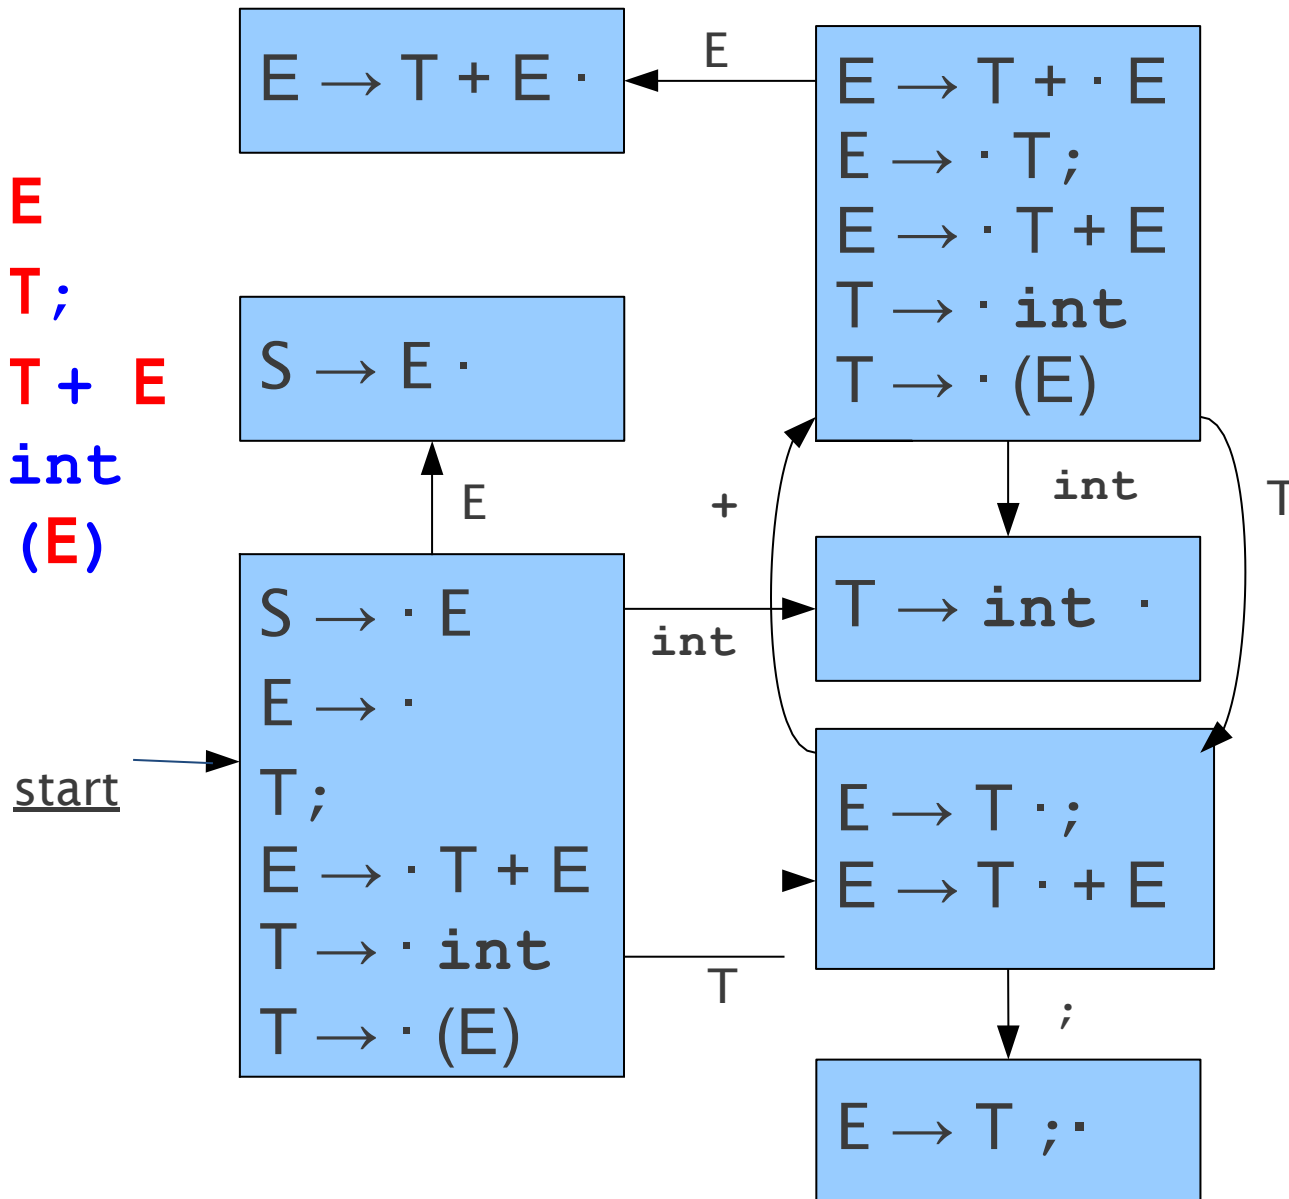 E
T;
T + E
int
(E)
start
E → T + E ·
E
E → T + · E
E → · T;
E → · T + E
T → · int
T → · (E)
S → E ·
E
+
int
T
S → · E
E → ·
T;
E → · T + E
T → · int
T → · (E)
int
T → int ·
T
E → T ·;
E → T · + E
;
E → T ;·